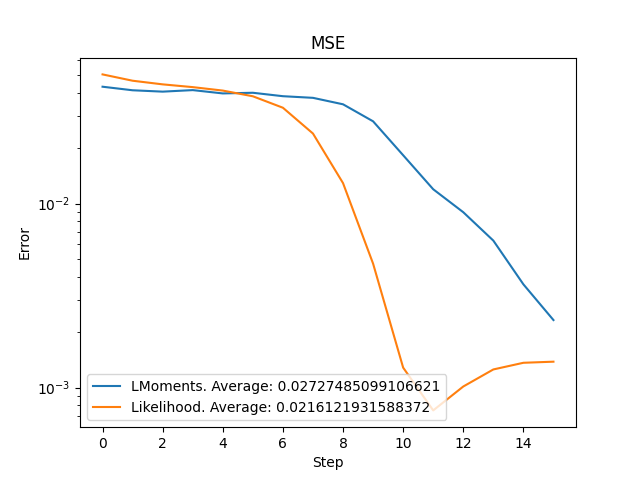 MSE
Error
10⁻²
10⁻³
LMoments. Average: 0.02727485099106621
Likelihood. Average: 0.0216121931588372
0 2 4 6 8 10 12 14
Step